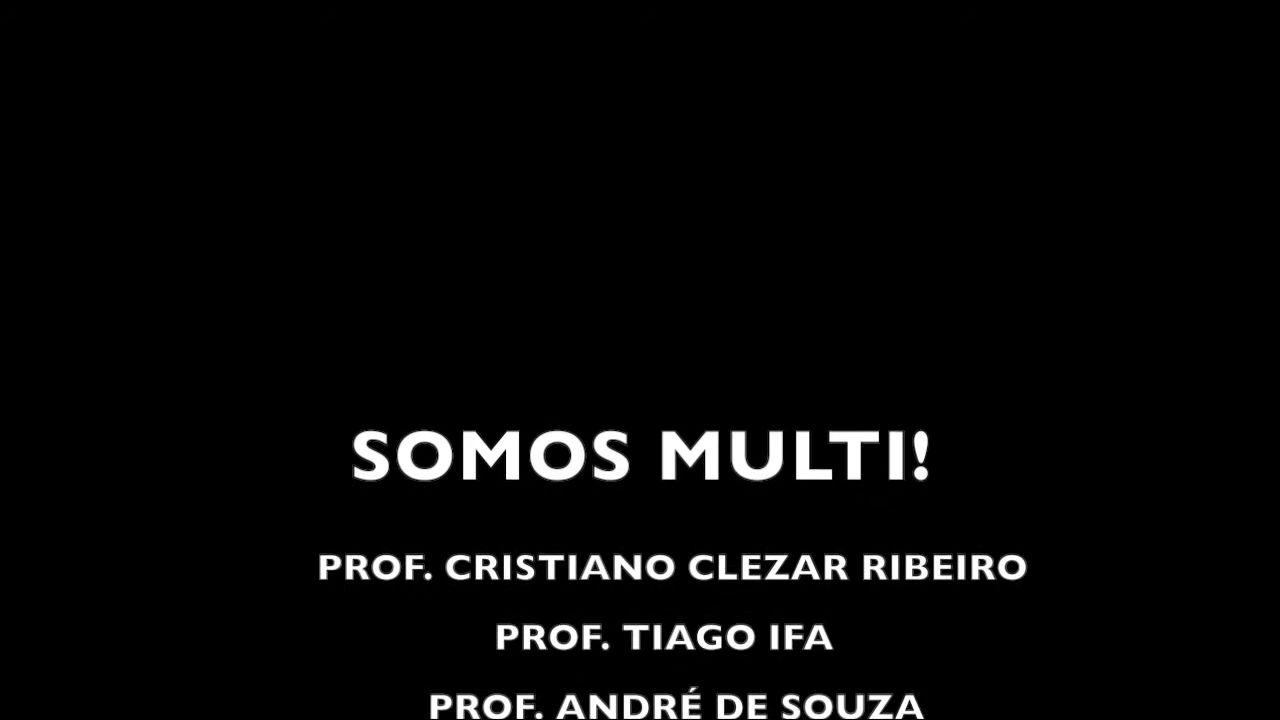 SOMOS MULTI!
PROF. CRISTIANO CLEZAR RIBEIRO
PROF. TIAGO IFA
PROF. ANDRÉ DE SOUZA